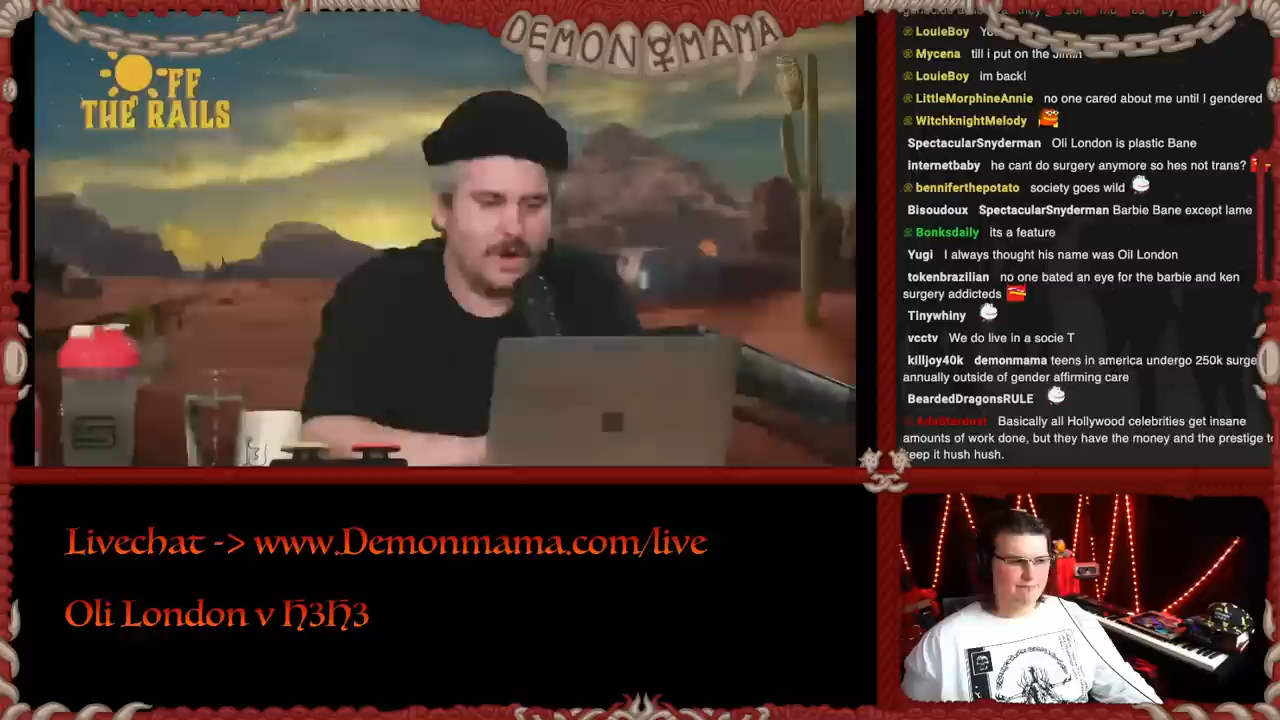 DEMON MAMA
OFF
THE RAILS
LouieBoy
Mycena till i put on the Jimin
LouieBoy im back!
LittleMorphineAnnie no one cared about me until I gendered
WitchknightMelody
SpectacularSnyderman Oli London is plastic Bane
internetbaby he cant do surgery anymore so hes not trans?
benniferthepotato society goes wild
Bisoudoux SpectacularSnyderman Barbie Bane except lame
Bonksdaily its a feature
Yugi I always thought his name was Oil London
tokenbrazilian no one bated an eye for the barbie and ken
surgery addicteds
Tinywhiny
vcctv We do live in a socie T
killjoy40k demonmama teens in america undergo 250k surge
annually outside of gender affirming care
BeardedDragonsRULE
AdaStardust Basically all Hollywood celebrities get insane
amounts of work done, but they have the money and the prestige t
keep it hush hush.
Livechat -> www.Demonmama.com/live
Oli London v H3H3